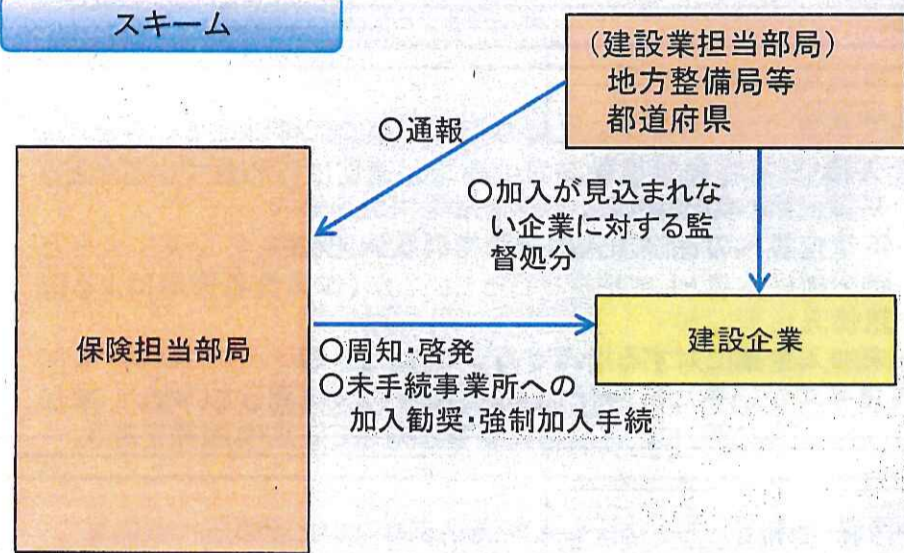 スキーム
(建設業担当部局)
地方整備局等
都道府県
○通報
○加入が見込まれな
い企業に対する監
督処分
保険担当部局
○周知・啓発
○未手続事業所への
加入勧奨・強制加入手続
建設企業